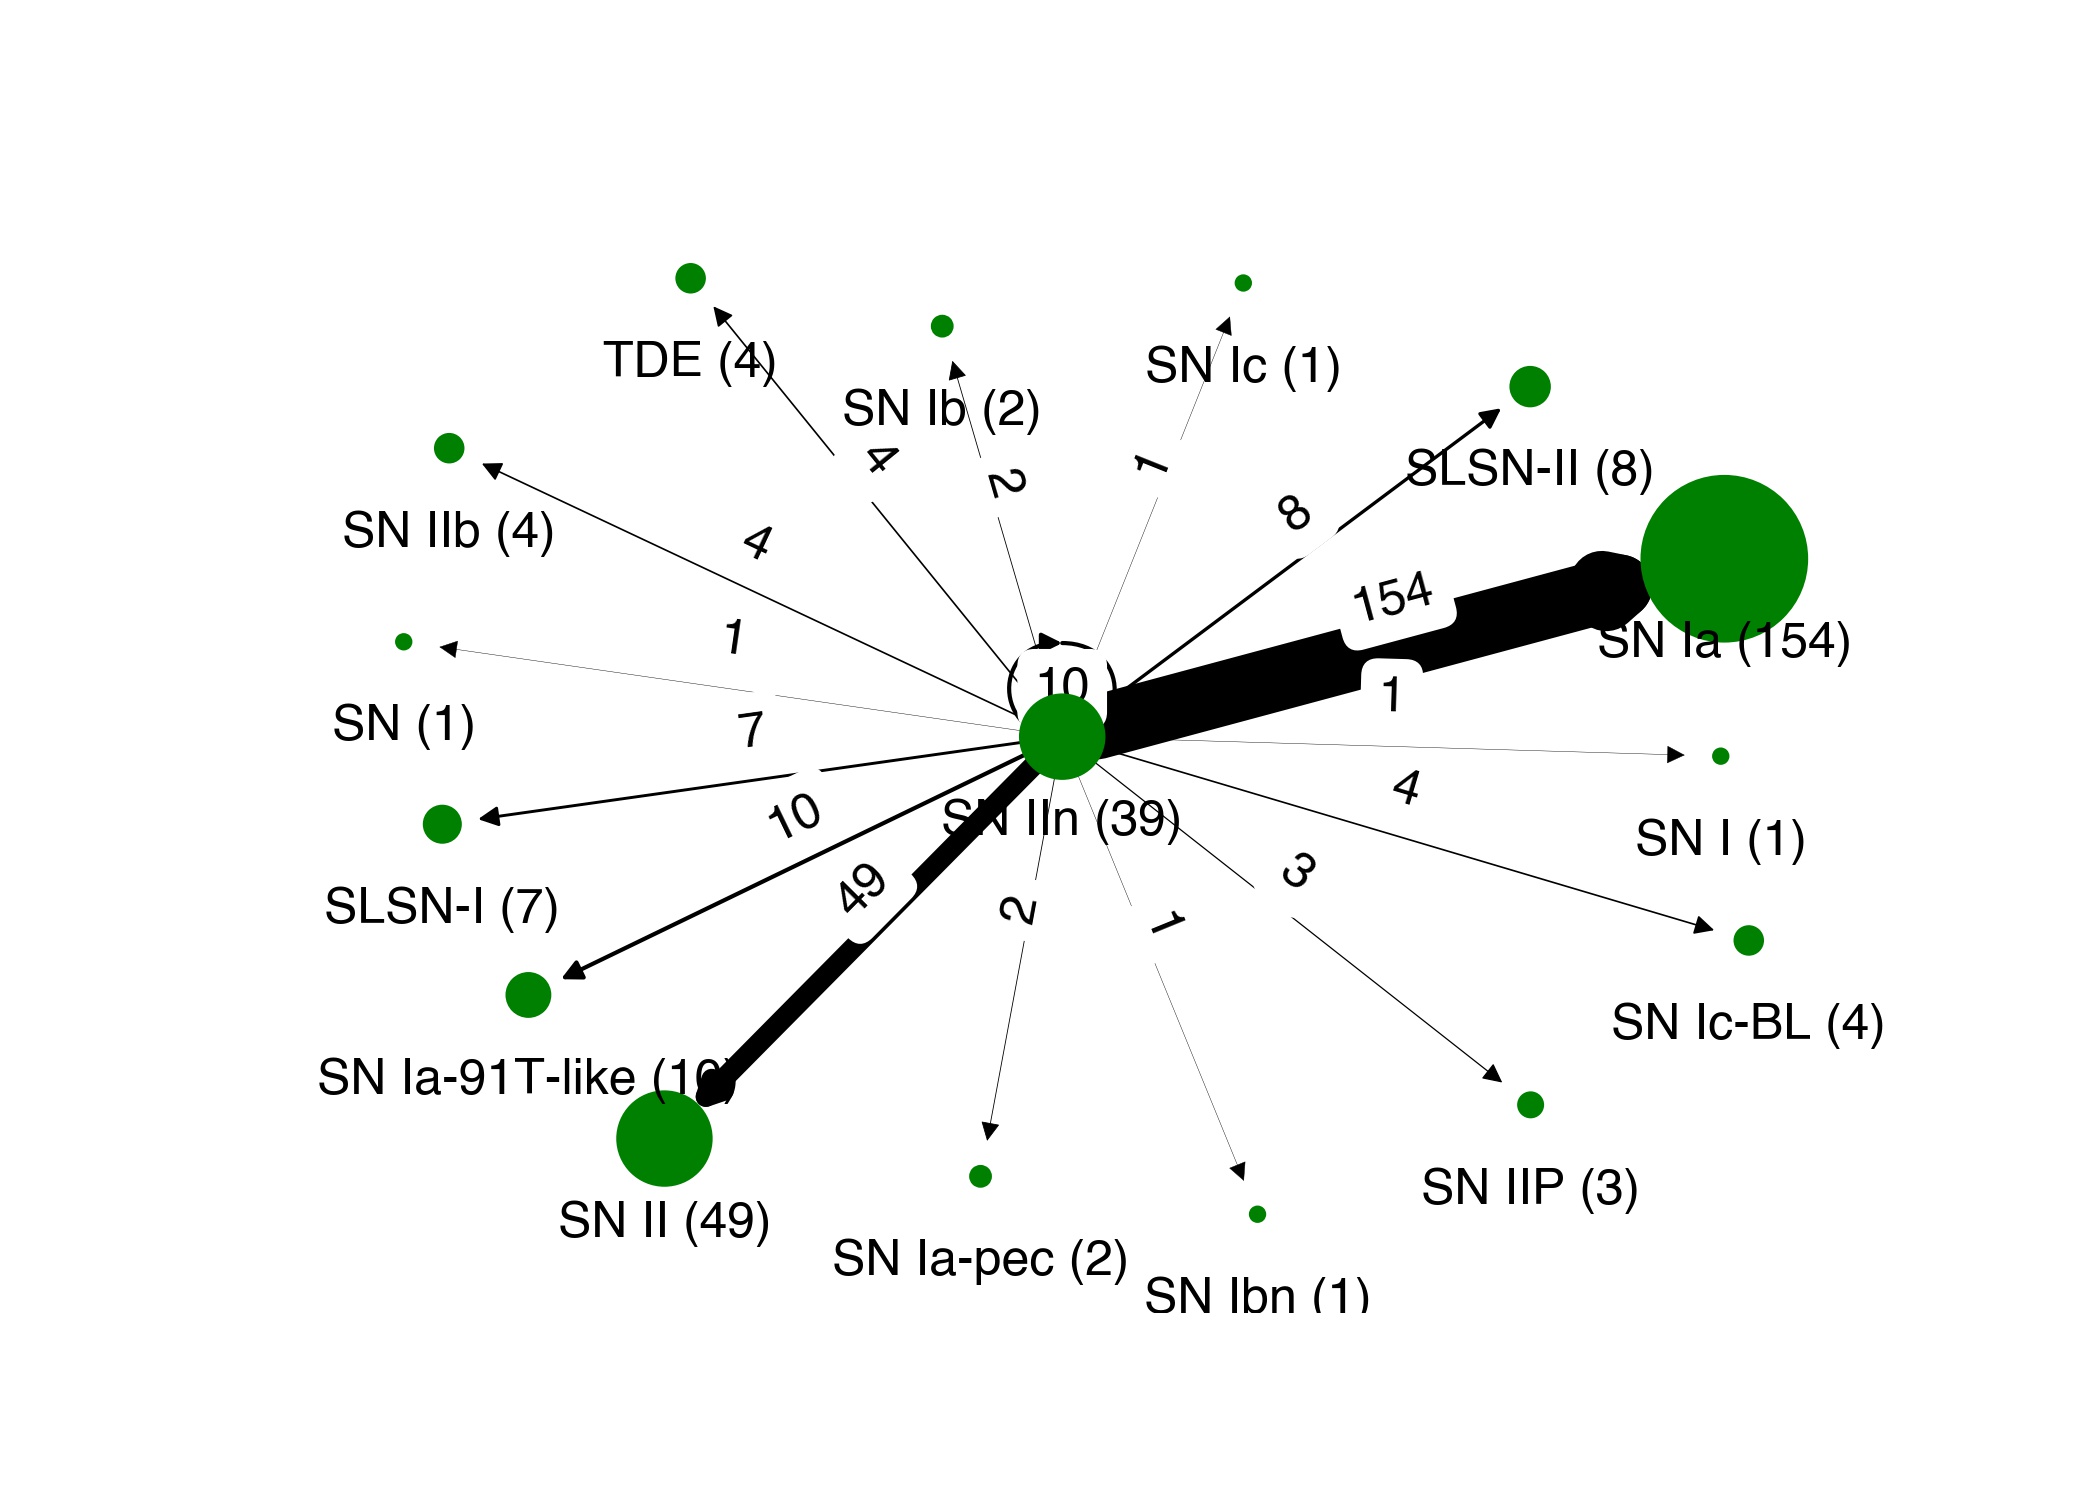 TDE (4)
SN Ib (2)
SN Ic (1)
SLSN-II (8)
4
2
1
8
SN IIb (4)
4
154
SN Ia (154)
1
10
1
SN (1)
7
4
SN I (1)
10
SN IIn (39)
SLSN-I (7)
49
2
1
3
SN Ic-BL (4)
SN Ia-91T-like (10)
SN II (49)
SN IIP (3)
SN Ia-pec (2)
SN Ibn (1)